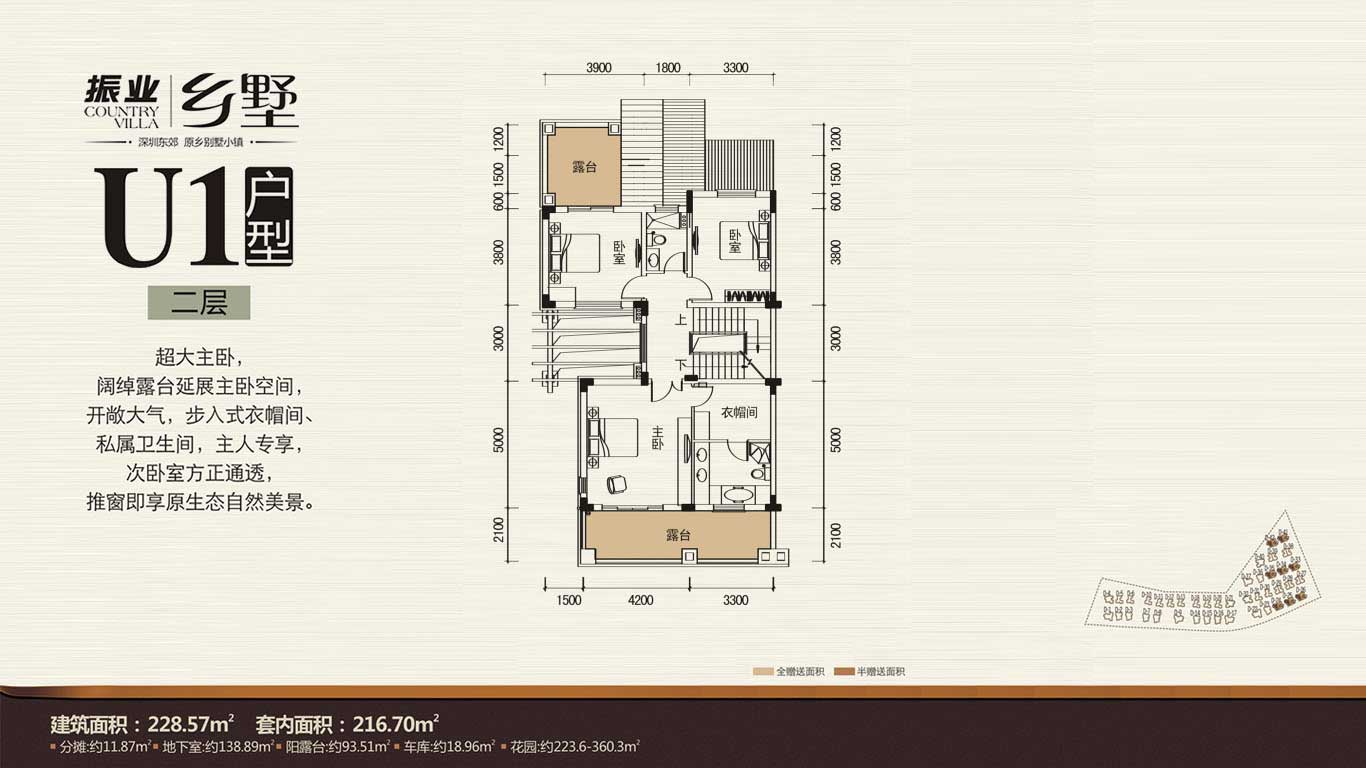 振业 乡墅
COUNTRY
VILLA
深圳东郊 原乡别墅小镇
U1户型
二层
超大主卧，
阔绰露台延展主卧空间，
开敞大气，步入式衣帽间、
私属卫生间，主人专享，
次卧室方正通透，
推窗即享原生态自然美景。
3900 1800 3300
1200 1200
露台
1500 1500
600 600
卧室 卧室
3800 3800
上
3000 3000
下
衣帽间
主卧
5000 5000
露台
2100 2100
1500 4200 3300
全赠送面积 半赠送面积
建筑面积：228.57㎡ 套内面积：216.70㎡
分摊:约11.87㎡ 地下室:约138.89㎡ 阳露台:约93.51㎡ 车库:约18.96㎡ 花园:约223.6-360.3㎡